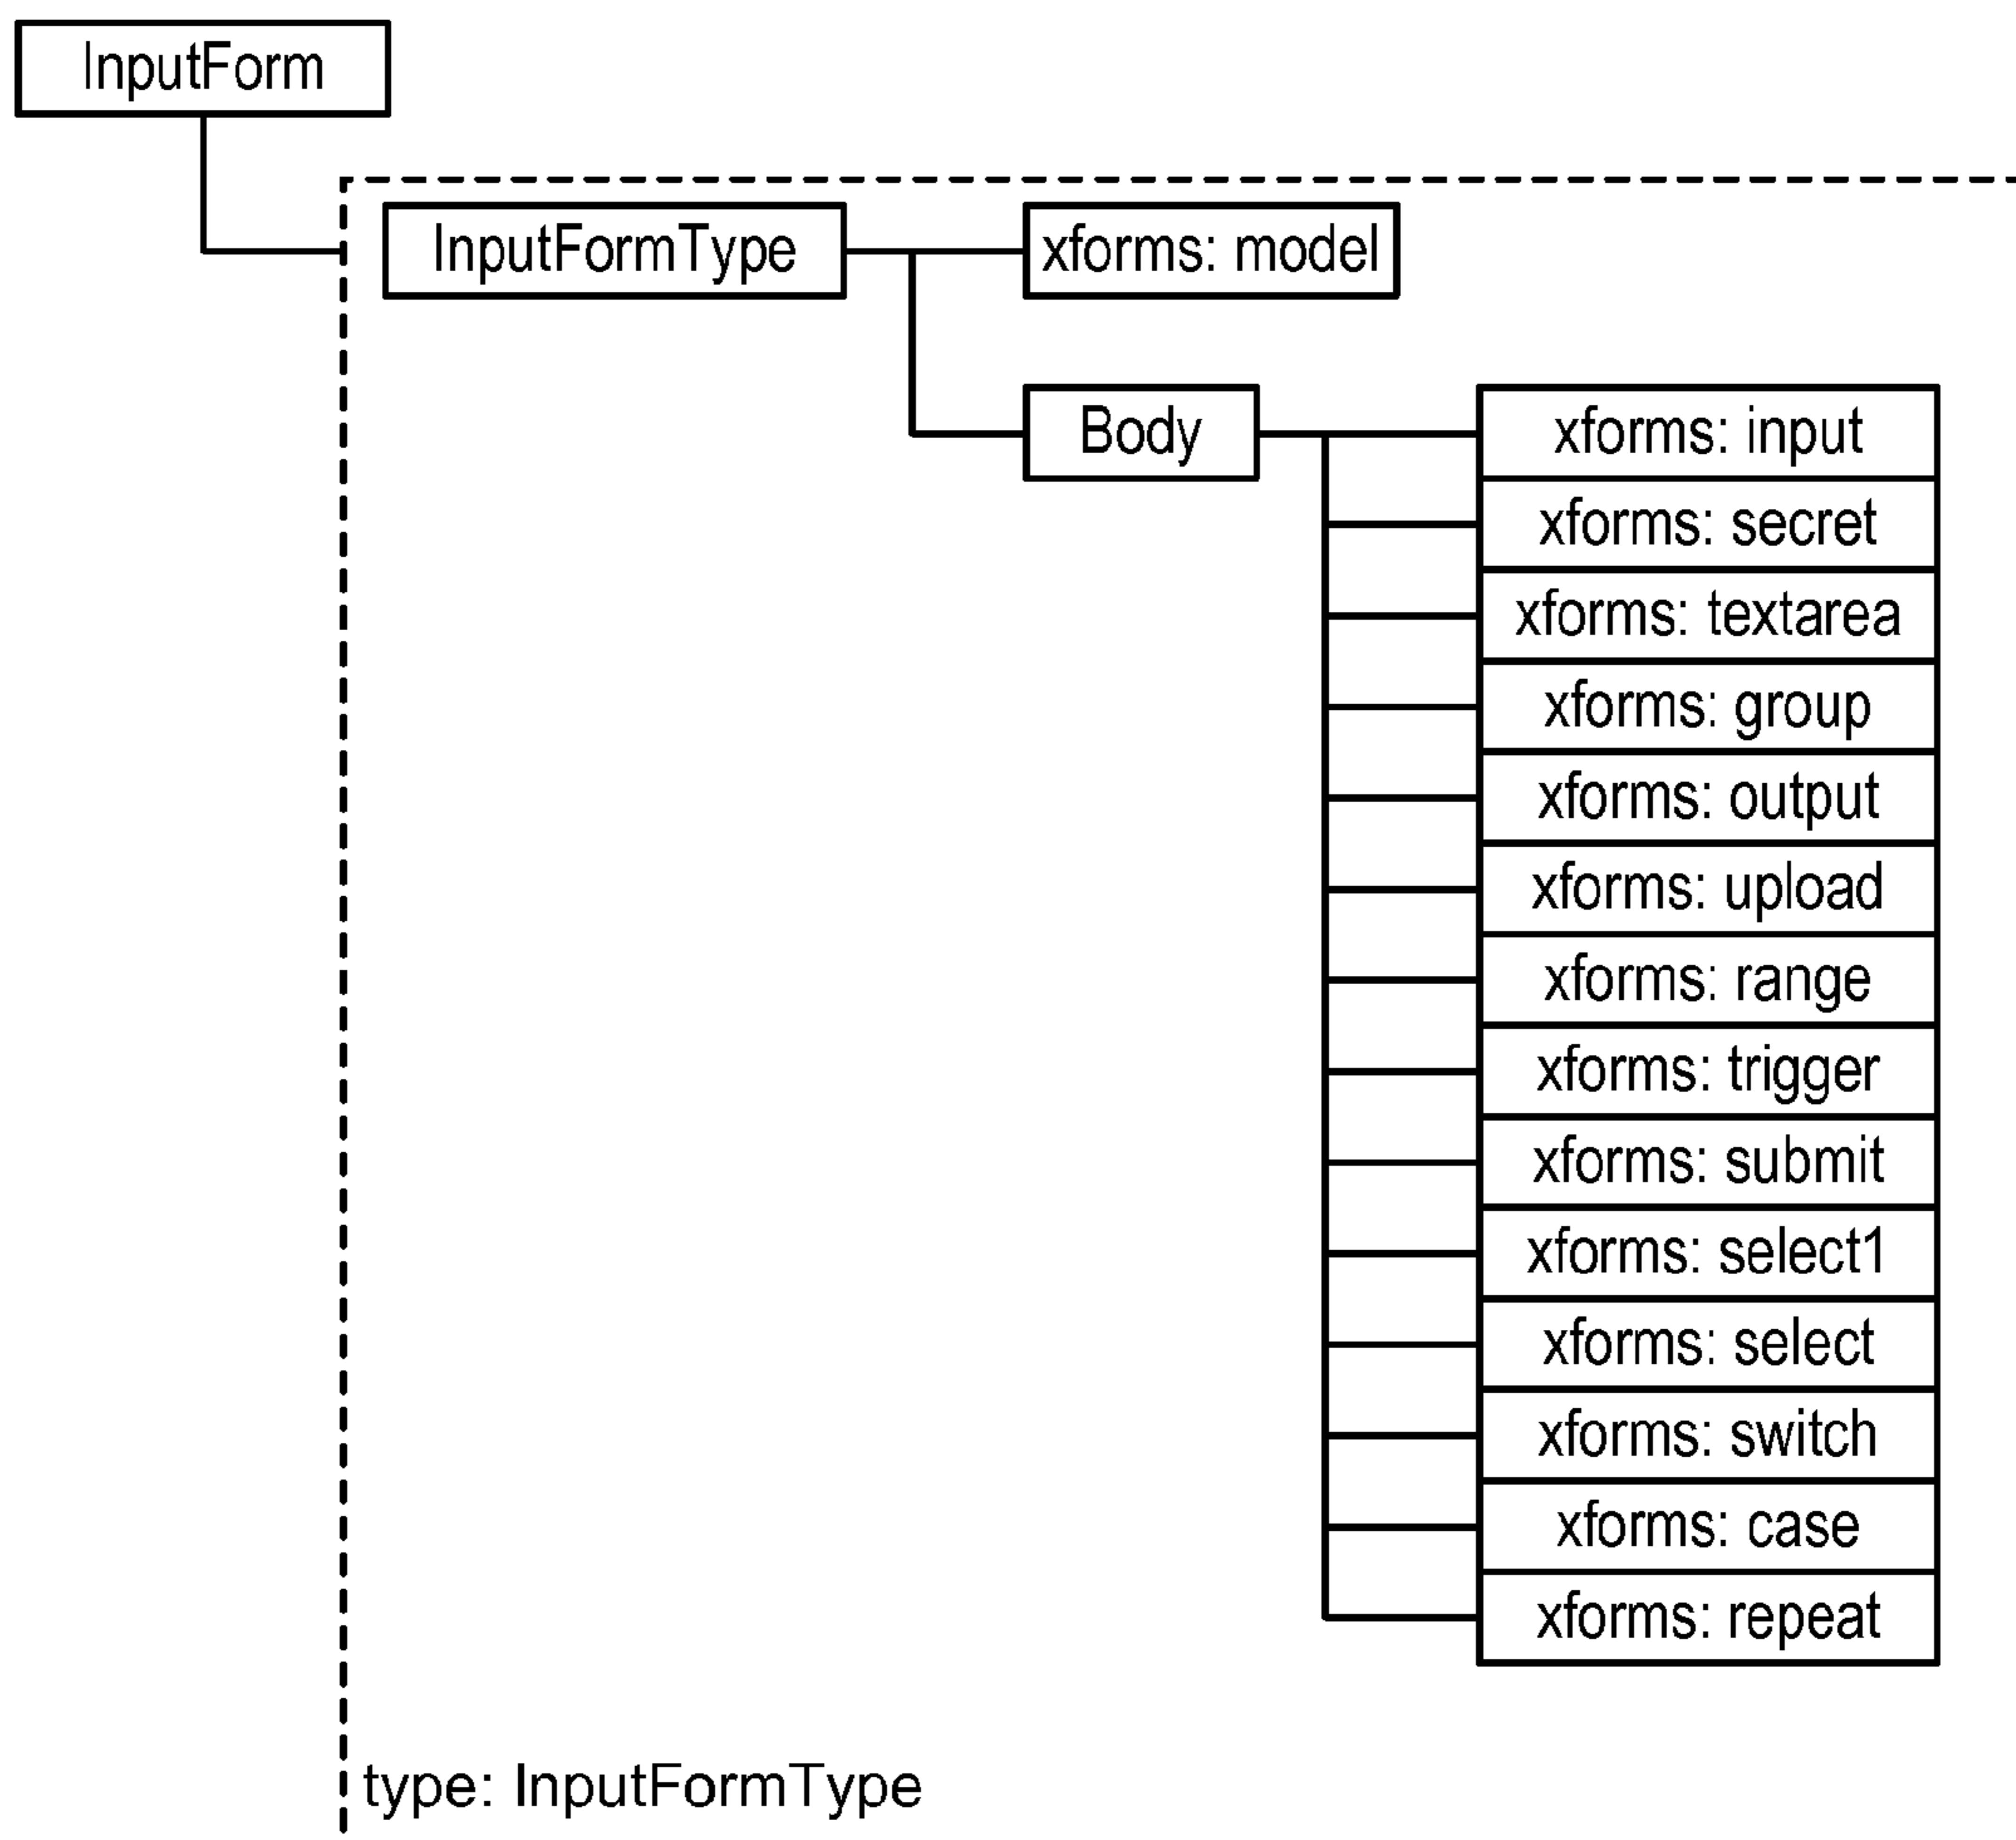 InputForm
InputFormType
xforms: model
Body
xforms: input
xforms: secret
xforms: textarea
xforms: group
xforms: output
xforms: upload
xforms: range
xforms: trigger
xforms: submit
xforms: select1
xforms: select
xforms: switch
xforms: case
xforms: repeat
type: InputFormType